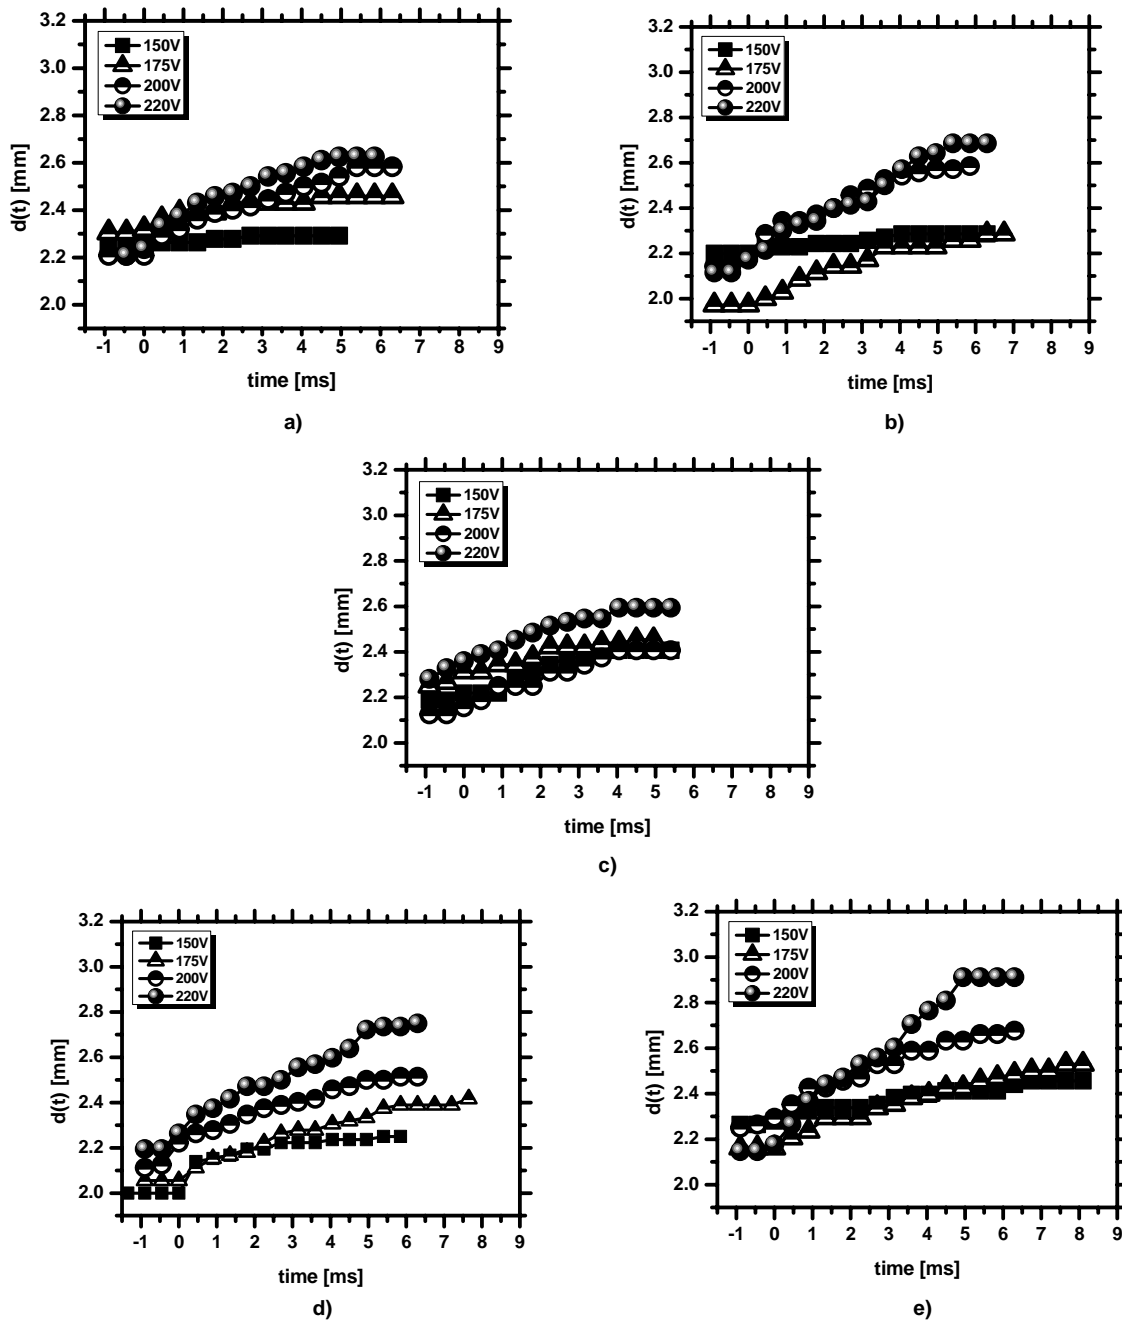 3.2
3.0
2.8
2.6
2.4
2.2
2.0
d(t) [mm]
150V
175V
200V
220V
-1 0 1 2 3 4 5 6 7 8 9
time [ms]
a)
3.2
3.0
2.8
2.6
2.4
2.2
2.0
d(t) [mm]
150V
175V
200V
220V
-1 0 1 2 3 4 5 6 7 8 9
time [ms]
b)
3.2
3.0
2.8
2.6
2.4
2.2
2.0
d(t) [mm]
150V
175V
200V
220V
-1 0 1 2 3 4 5 6 7 8 9
time [ms]
c)
3.2
3.0
2.8
2.6
2.4
2.2
2.0
d(t) [mm]
150V
175V
200V
220V
-1 0 1 2 3 4 5 6 7 8 9
time [ms]
d)
3.2
3.0
2.8
2.6
2.4
2.2
2.0
d(t) [mm]
150V
175V
200V
220V
-1 0 1 2 3 4 5 6 7 8 9
time [ms]
e)